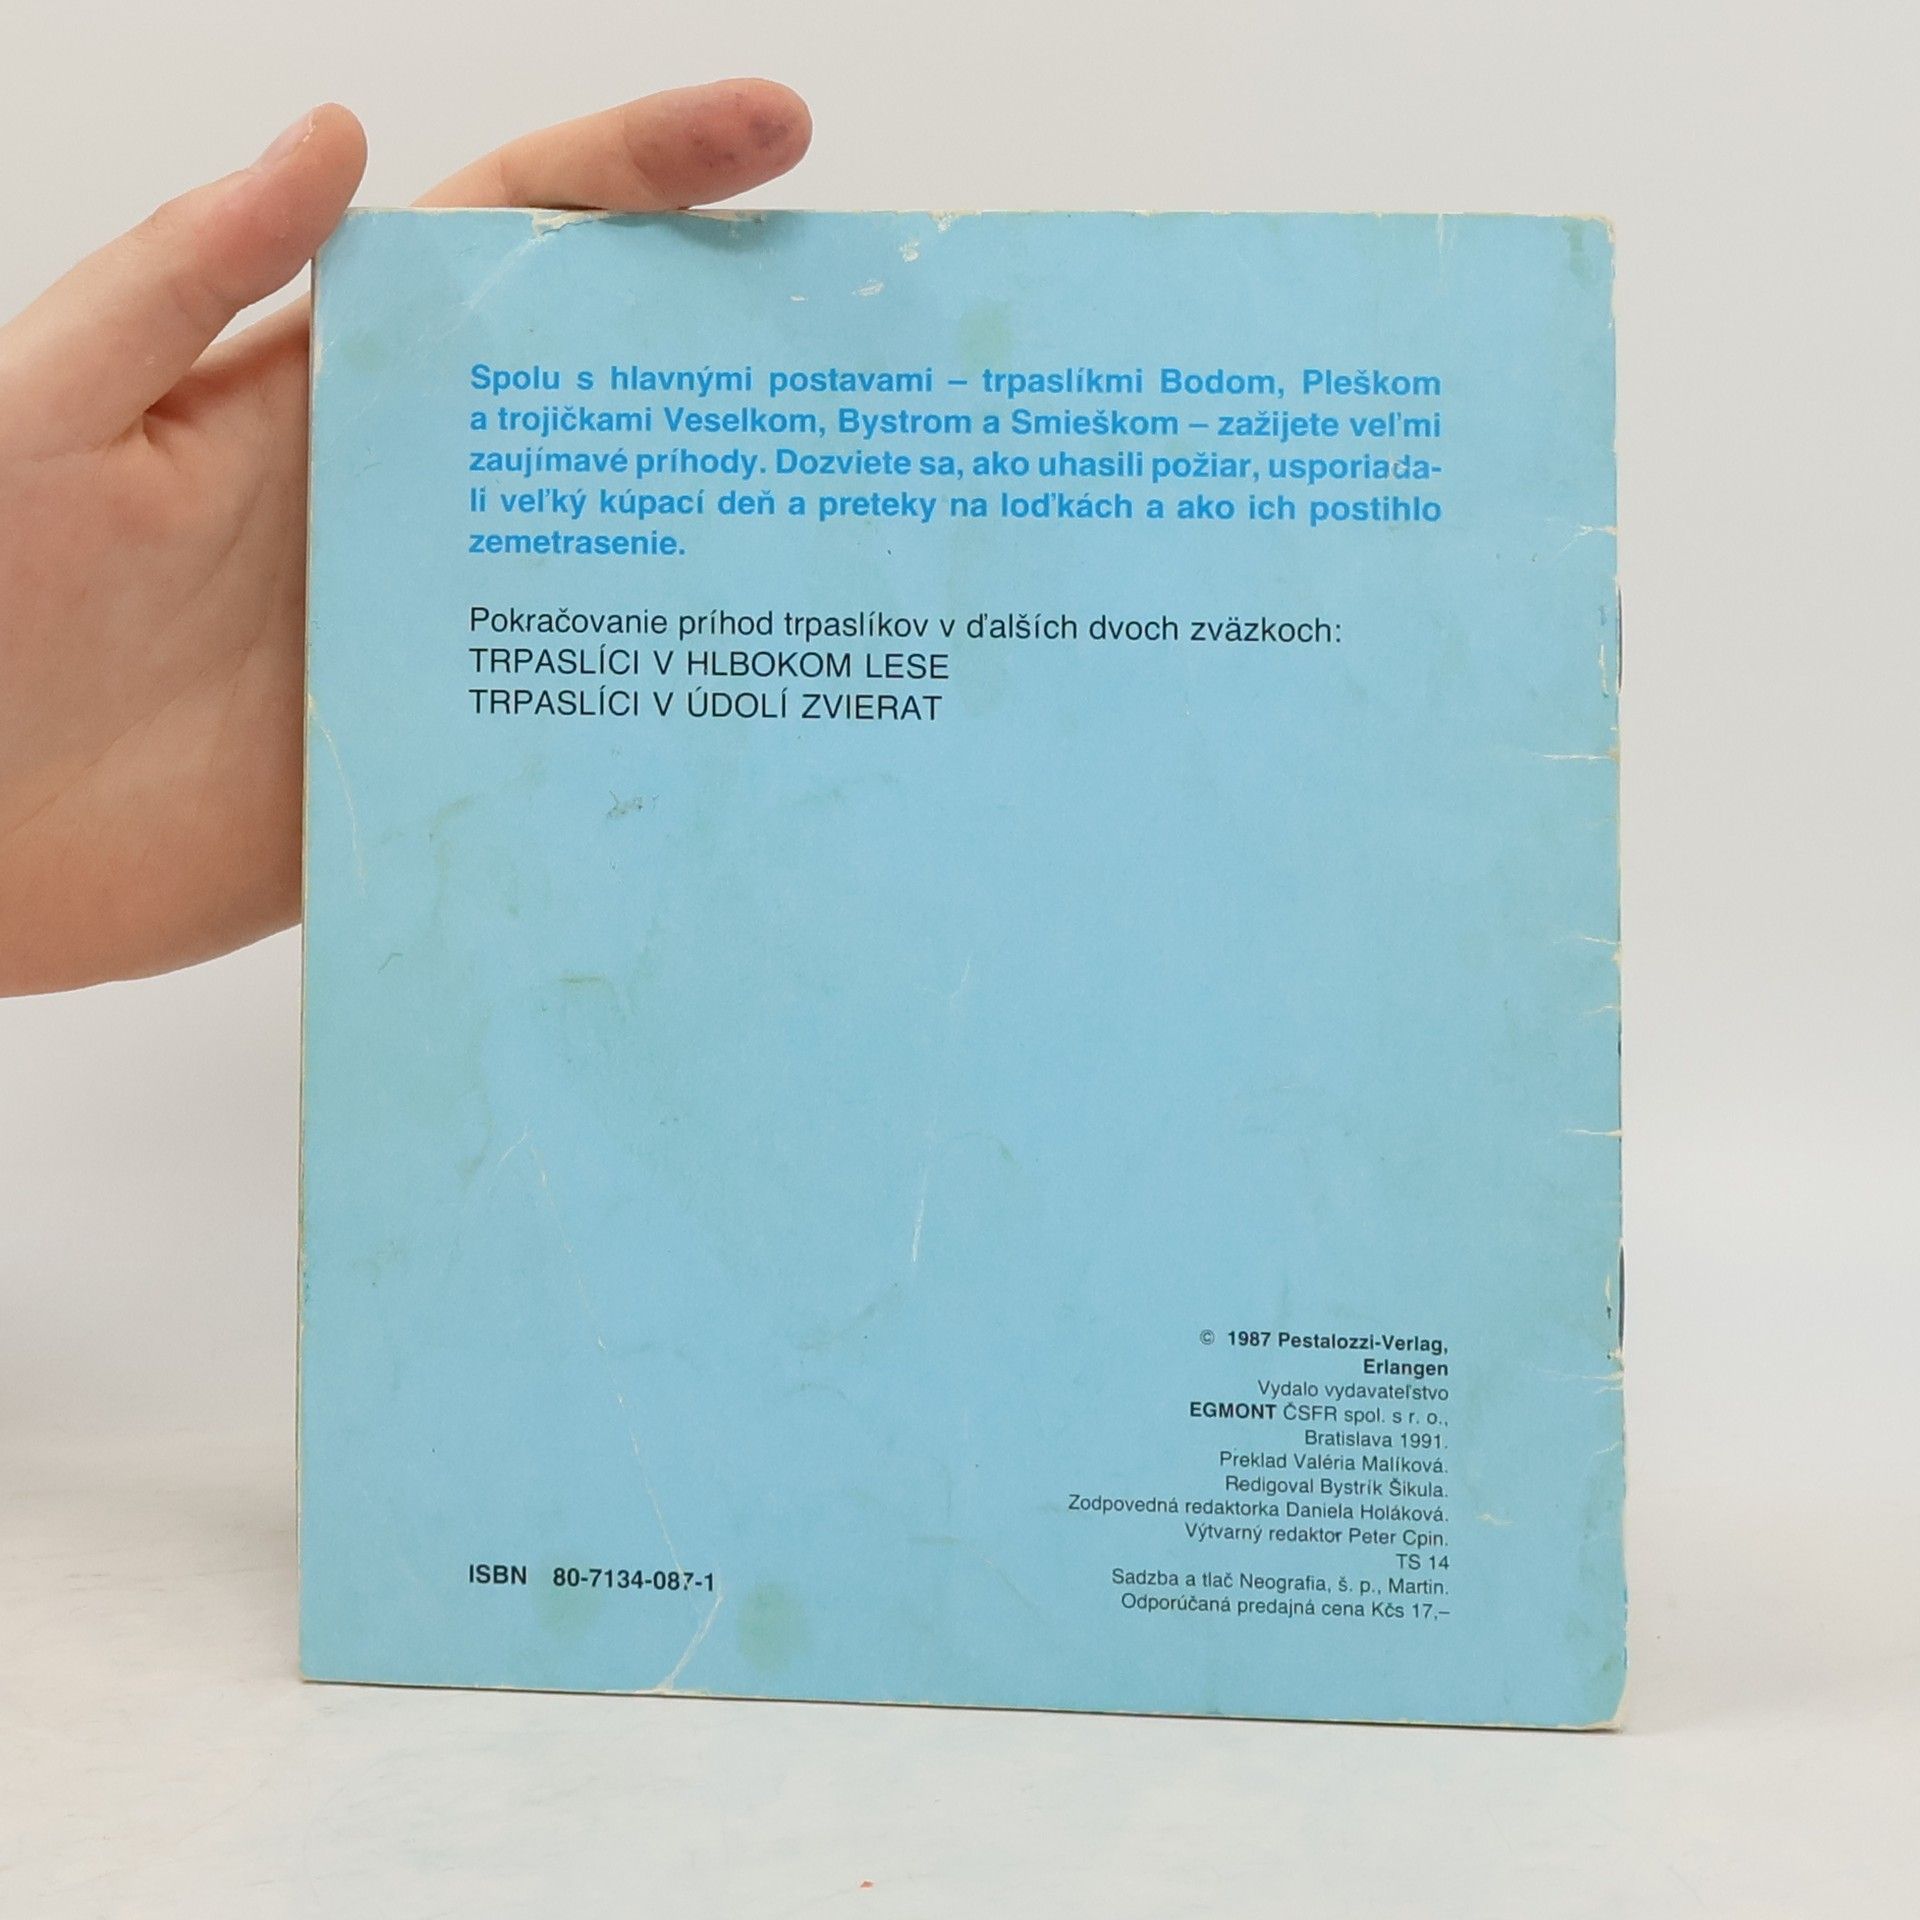 Spolu s hlavnými postavami – trpaslíkmi Bodom, Pleškom
a trojičkami Veselkom, Bystrom a Smieškom – zažijete veľmi
zaujímavé príhody. Dozviete sa, ako uhasili požiar, usporiada-
li veľký kúpací deň a preteky na loďkách a ako ich postihlo
zemetrasenie.
Pokračovanie príhod trpaslíkov v ďalších dvoch zväzkoch:
TRPASLÍCI V HLBOKOM LESE
TRPASLÍCI V ÚDOLÍ ZVIERAT
© 1987 Pestalozzi-Verlag,
Erlangen
Vydalo vydavateľstvo
EGMONT ČSFR spol. s r. o.,
Bratislava 1991.
Preklad Valéria Malíková.
Redigoval Bystrík Šikula.
Zodpovedná redaktorka Daniela Holáková.
Výtvarný redaktor Peter Cpin.
TS 14
Sadzba a tlač Neografia, š. p., Martin.
Odporúčaná predajná cena Kčs 17,–
ISBN 80-7134-087-1